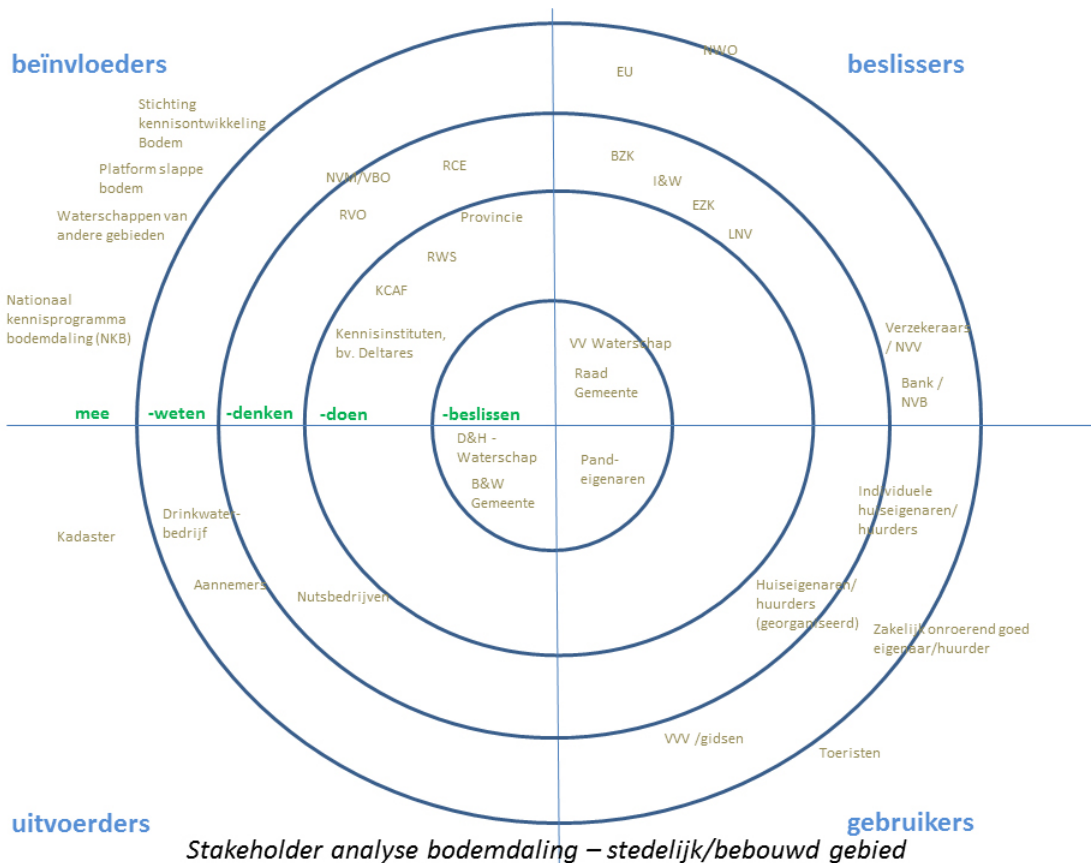 beïnvloeders
beslissers
NWO
EU
Stichting
kennisontwikkeling
Bodem
Platform slappe
bodem
Waterschappen van
andere gebieden
Nationaal
kennisprogramma
bodemdaling (NKB)
NVM/VBO
RCE
RVO
Provincie
RWS
KCAF
Kennisinstituten,
bv. Deltares
BZK
I&W
EZK
LNV
VV Waterschap
Raad
Gemeente
Verzekeraars
/ NVV
Bank /
NVB
mee
-weten
-denken
-doen
-beslissen
D&H -
Waterschap
B&W
Gemeente
Pand-
eigenaren
Kadaster
Drinkwater-
bedrijf
Aannemers
Nutsbedrijven
Individuele
huiseigenaren/
huurders
Huiseigenaren/
huurders
(georganiseerd)
Zakelijk onroerend goed
eigenaar/huurder
VVV /gidsen
Toeristen
uitvoerders
gebruikers
Stakeholder analyse bodemdaling – stedelijk/bebouwd gebied